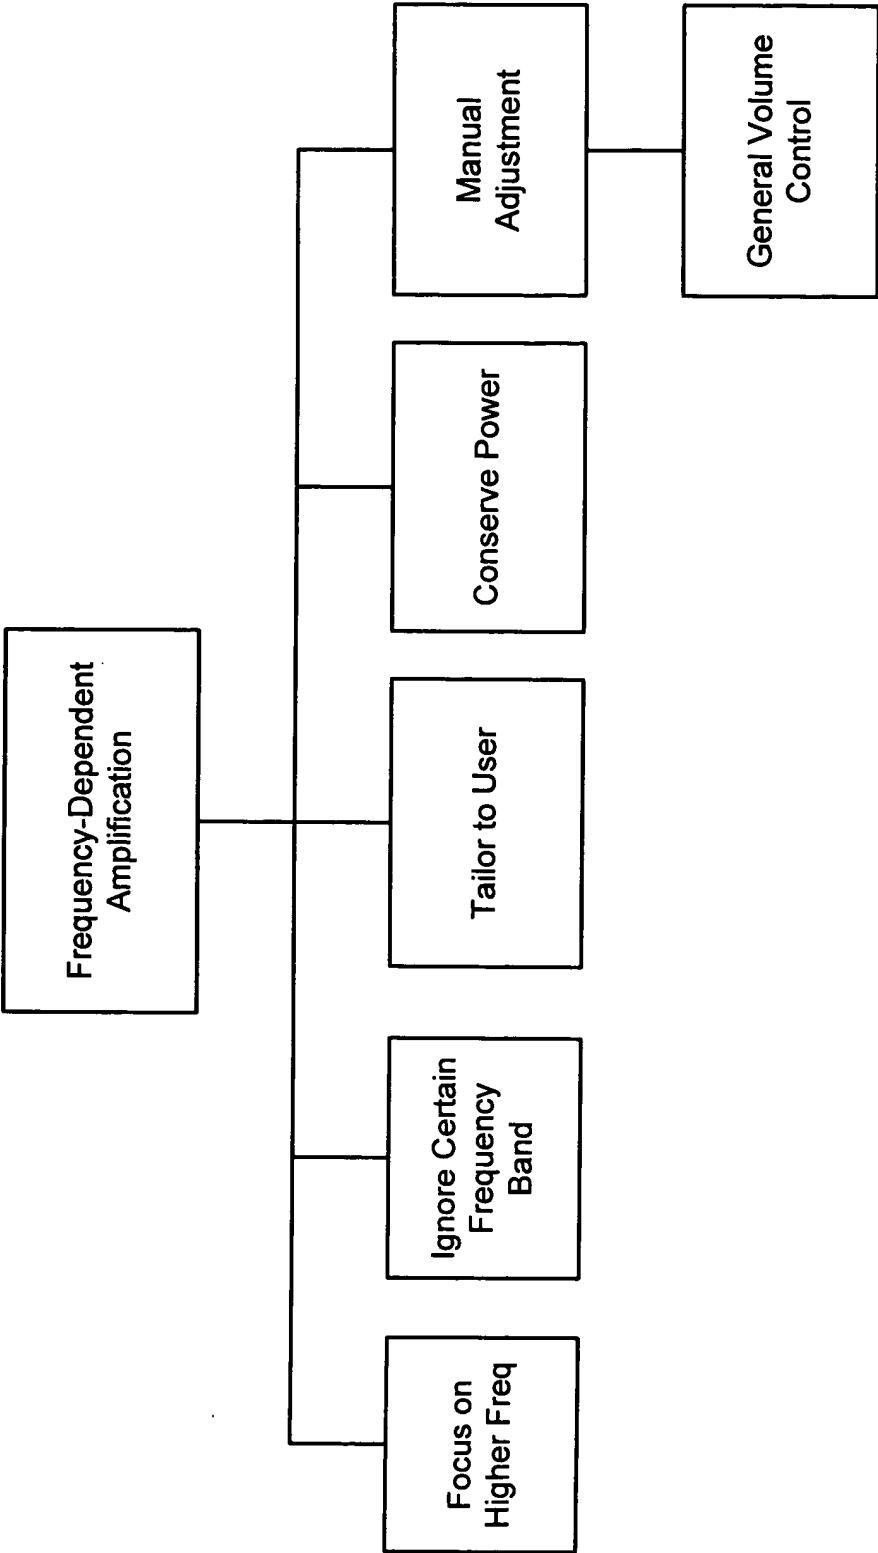 Frequency-Dependent
Amplification
Focus on
Higher Freq
Ignore Certain
Frequency
Band
Tailor to User
Conserve Power
Manual
Adjustment
General Volume
Control